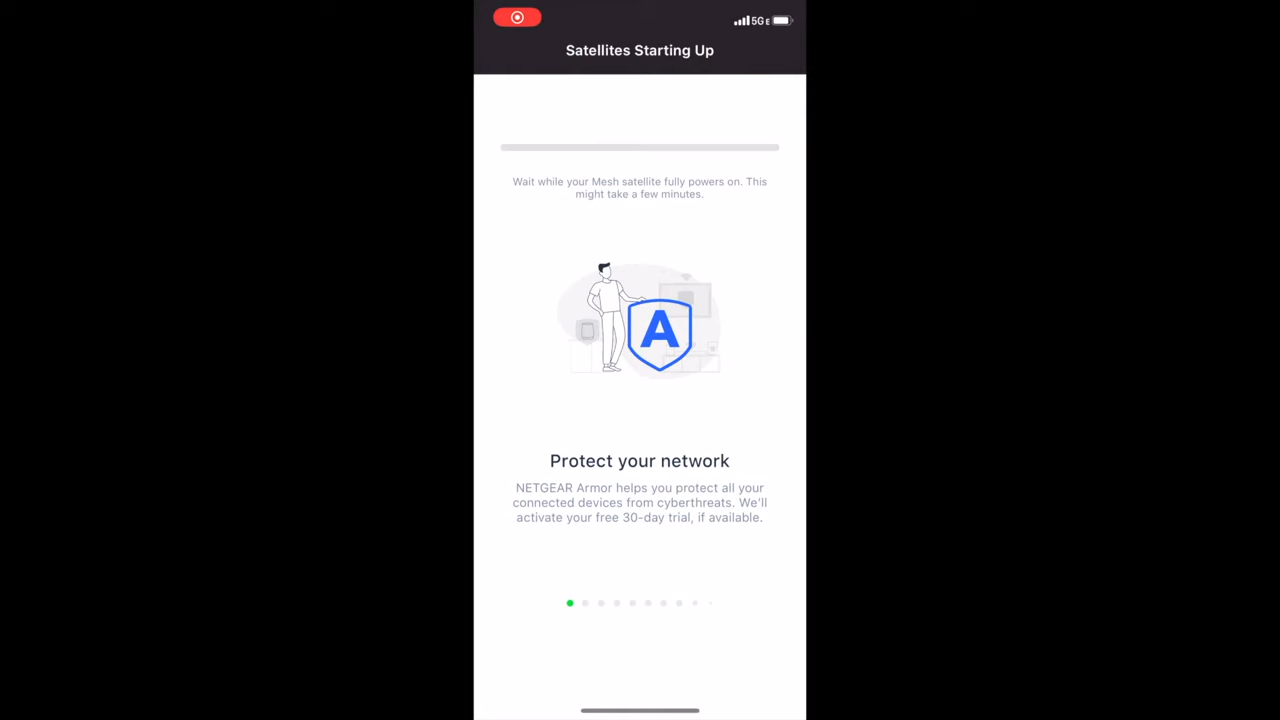 5GE
Satellites Starting Up
Wait while your Mesh satellite fully powers on. This
might take a few minutes.
A
Protect your network
NETGEAR Armor helps you protect all your
connected devices from cyberthreats. We'll
activate your free 30-day trial, if available.